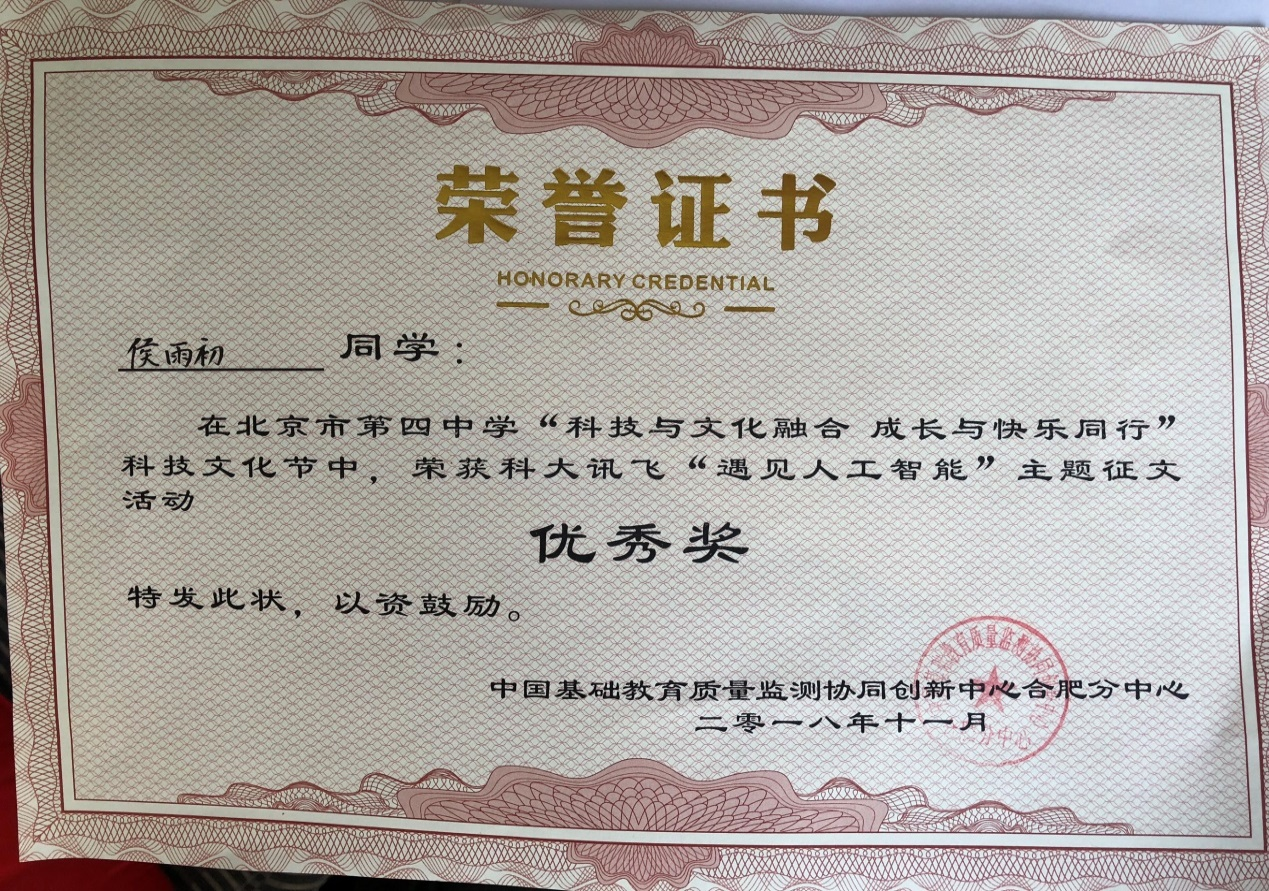 荣誉证书
HONORARY CREDENTIAL
侯雨初 同学：
在北京市第四中学“科技与文化融合 成长与快乐同行”
科技文化节中，荣获科大讯飞“遇见人工智能”主题征文
活动
优秀奖
特发此状，以资鼓励。
中国基础教育质量监测协同创新中心合肥分中心
二零一八年十一月